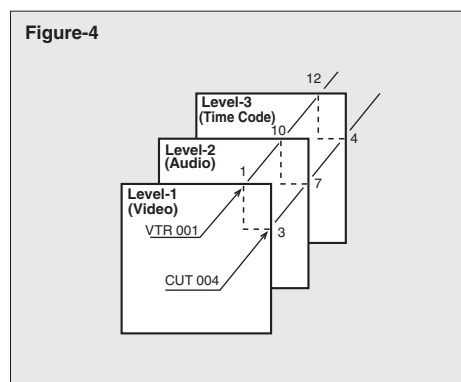 Figure-4
12
Level-3
(Time Code)
4
10
Level-2
(Audio)
7
1
Level-1
(Video)
VTR 001
3
CUT 004